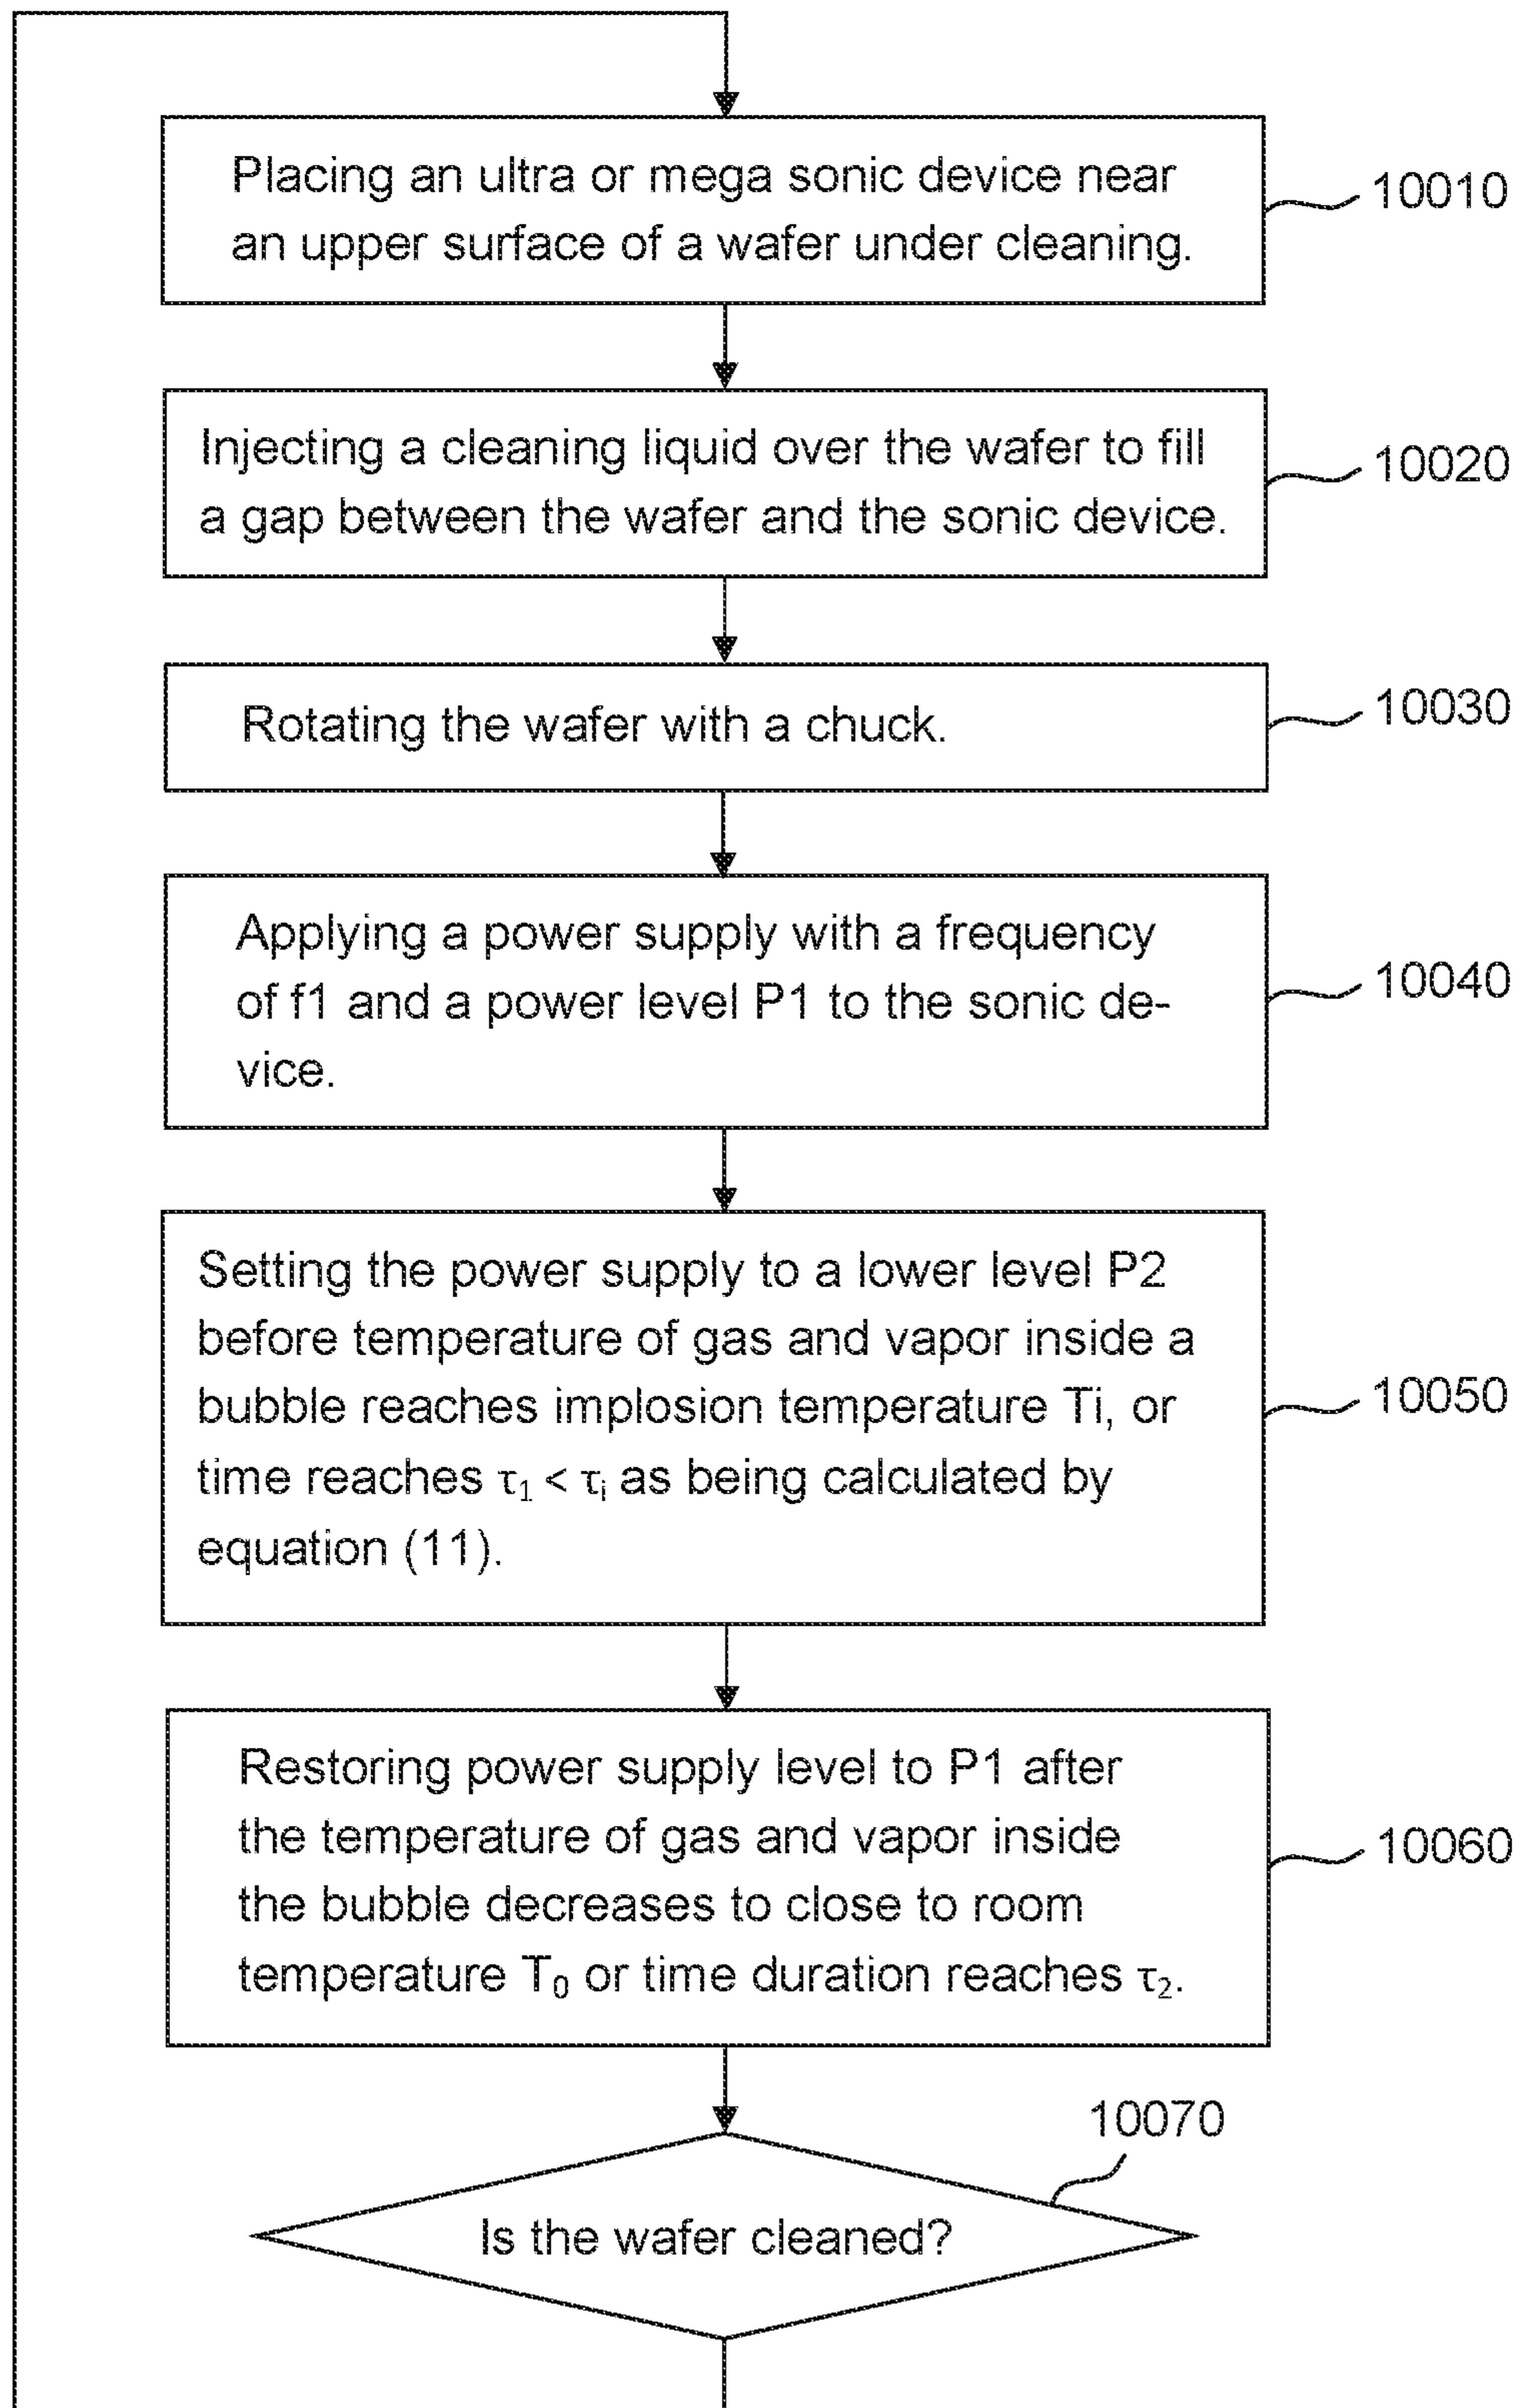 Placing an ultra or mega sonic device near
an upper surface of a wafer under cleaning.
10010
Injecting a cleaning liquid over the wafer to fill
a gap between the wafer and the sonic device.
10020
Rotating the wafer with a chuck.
10030
Applying a power supply with a frequency
of f1 and a power level P1 to the sonic de-
vice.
10040
Setting the power supply to a lower level P2
before temperature of gas and vapor inside a
bubble reaches implosion temperature Ti, or
time reaches τ₁ < τᵢ as being calculated by
equation (11).
10050
Restoring power supply level to P1 after
the temperature of gas and vapor inside
the bubble decreases to close to room
temperature T₀ or time duration reaches τ₂.
10060
10070
Is the wafer cleaned?